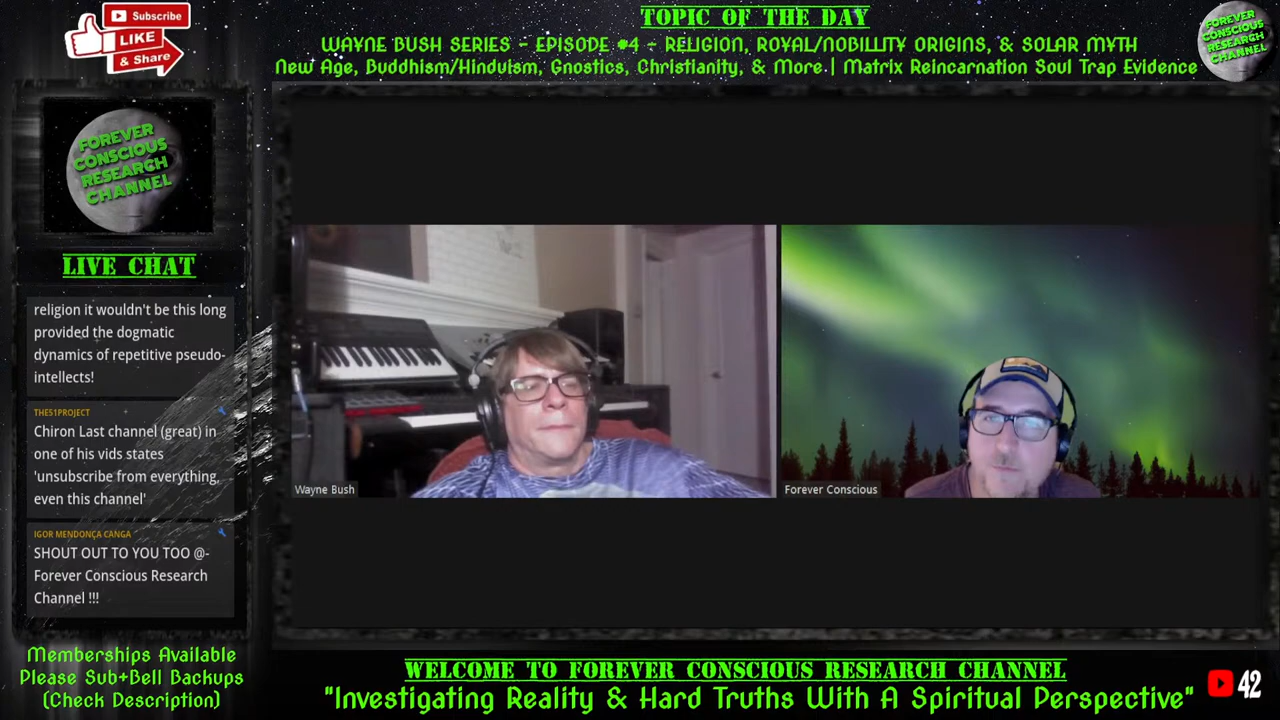 Subscribe
LIKE
& Share
TOPIC OF THE DAY
WAYNE BUSH SERIES - EPISODE #4 - RELIGION, ROYAL/NOBILLITY ORIGINS, & SOLAR MYTH
New Age, Buddhism/Hinduism, Gnostics, Christianity, & More | Matrix Reincarnation Soul Trap Evidence
FOREVER
CONSCIOUS
RESEARCH
CHANNEL
FOREVER
CONSCIOUS
RESEARCH
CHANNEL
LIVE CHAT
religion it wouldn't be this long
provided the dogmatic
dynamics of repetitive pseudo-
intellects!
THE51PROJECT
Chiron Last channel (great) in
one of his vids states
'unsubscribe from everything,
even this channel'
IGOR MENDONÇA CANGA
SHOUT OUT TO YOU TOO @-
Forever Conscious Research
Channel !!!
Wayne Bush
Forever Conscious
Memberships Available
Please Sub+Bell Backups
(Check Description)
WELCOME TO FOREVER CONSCIOUS RESEARCH CHANNEL
"Investigating Reality & Hard Truths With A Spiritual Perspective"
42